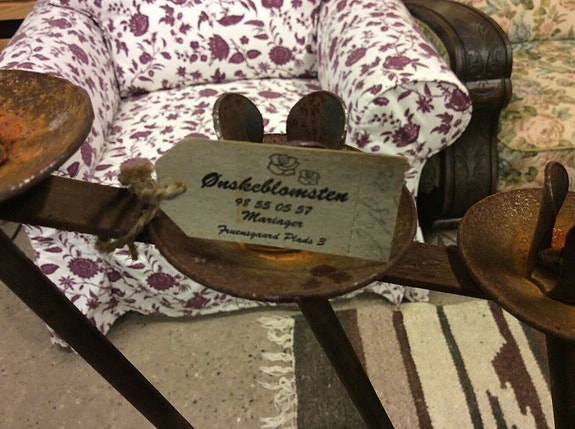 Ønskeblomsten
98 55 05 57
Mariager
Fruensgaard Plads 3